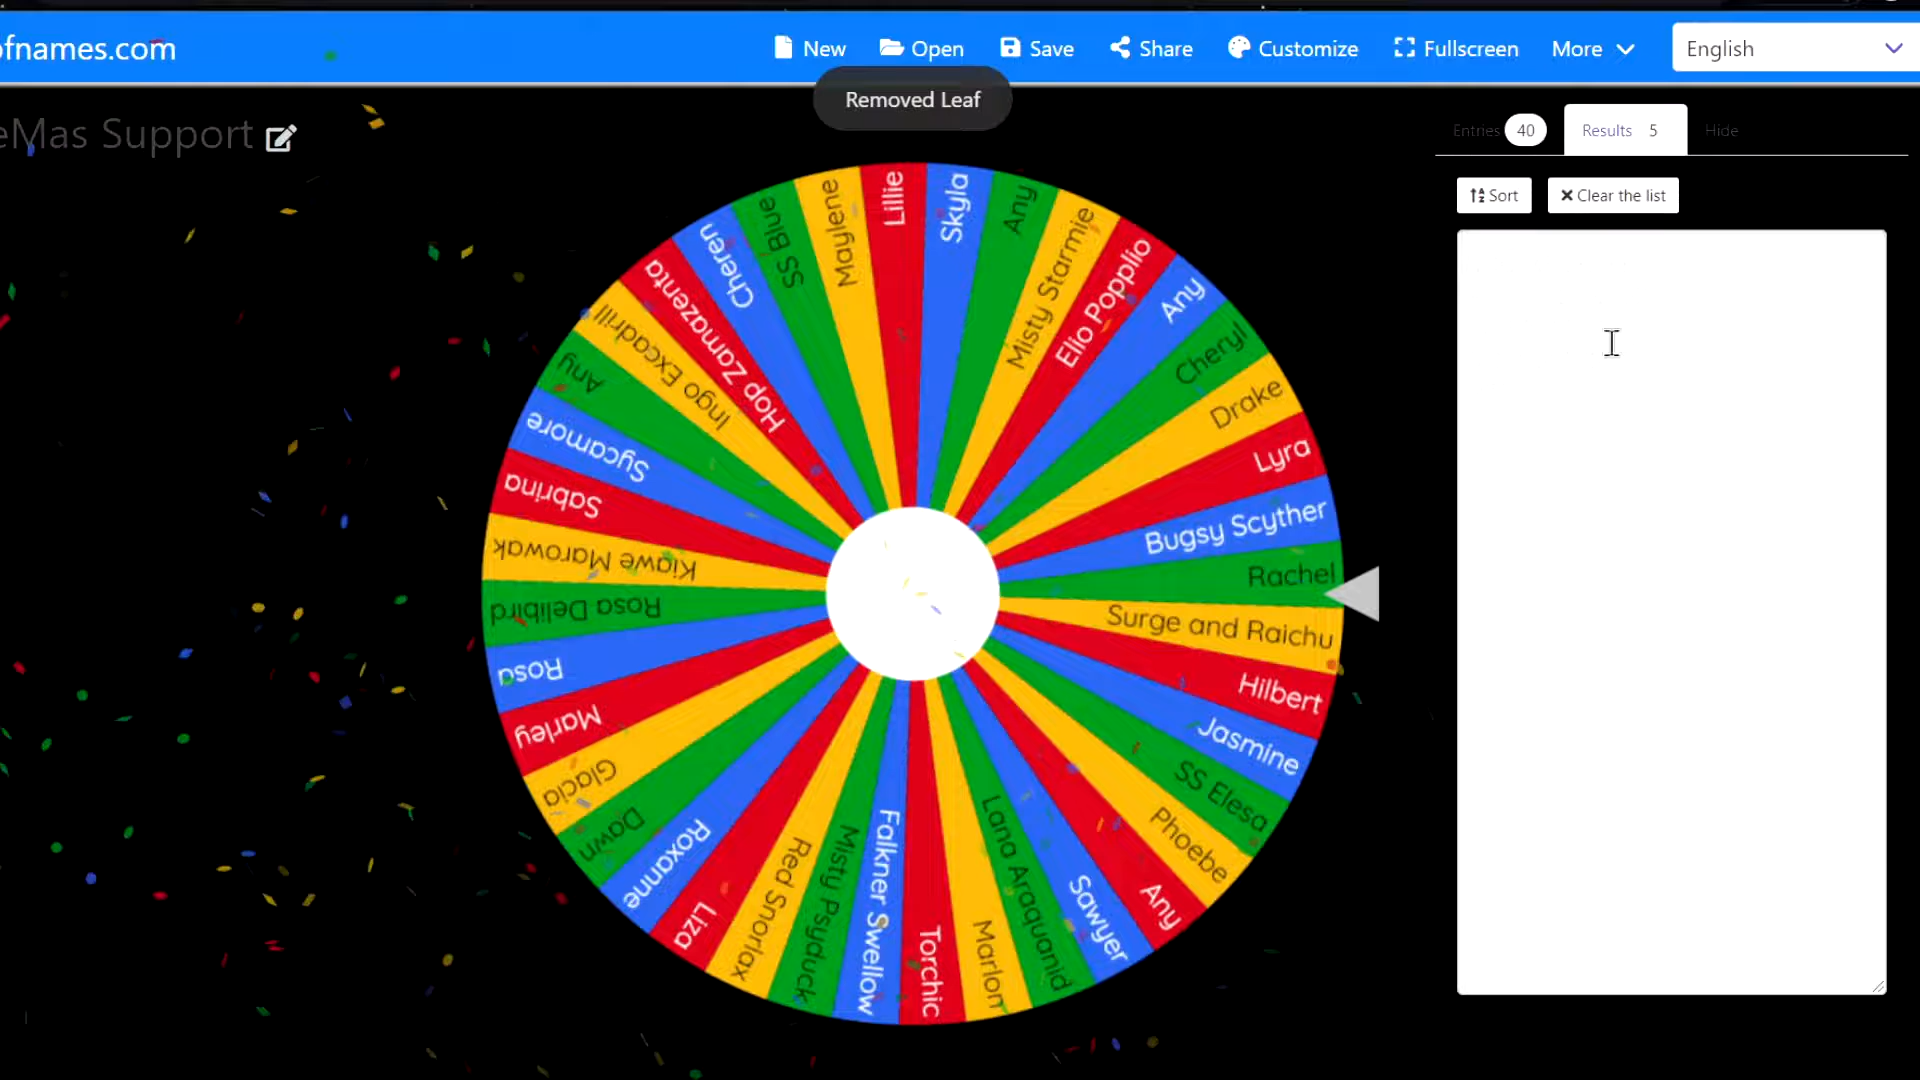 ofnames.com
New
Open
Save
Share
Customize
Fullscreen
More
English
Removed Leaf
eMas Support
Entries 40
Results 5
Hide
Sort
Clear the list
Lillie
Skyla
Any
Misty Starmie
Elio Popplio
Any
Cheryl
Drake
Lyra
Bugsy Scyther
Rachel
Surge and Raichu
Hilbert
Jasmine
SS Elesa
Phoebe
Any
Sawyer
Lana Araquanid
Marlon
Torchic
Falkner Swellow
Misty Psyduck
Red Snorlax
Liza
Roxanne
Dawn
Glacia
Marley
Rosa
Rosa Delibird
Kiawe Marowak
Sabrina
Sycamore
Any
Ingo Excadrill
Hop Zamazenta
Cheren
SS Blue
Maylene